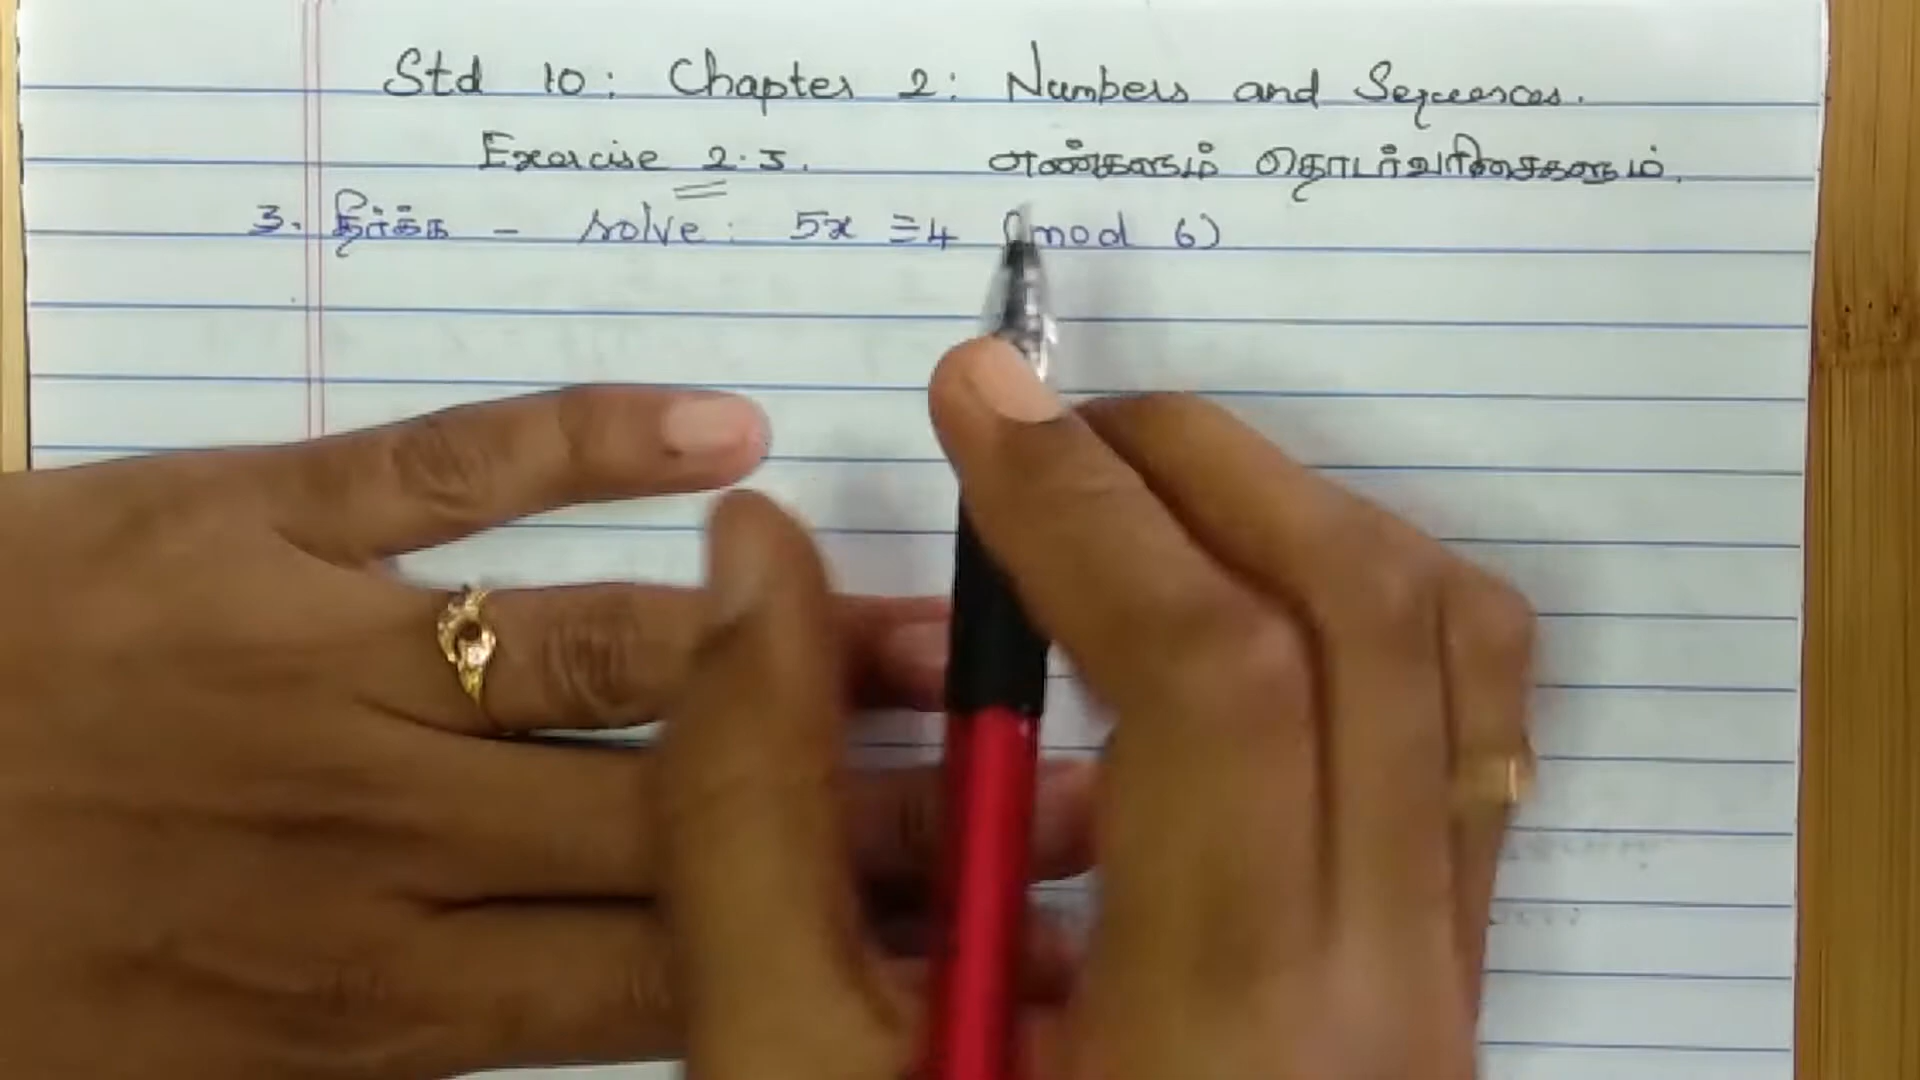 Std 10: Chapter 2: Numbers and Sequences.
Exercise 2.3. எண்களும் தொடர்வரிசைகளும்.
3. தீர்க்க - solve: 5x ≡ 4 (mod 6)